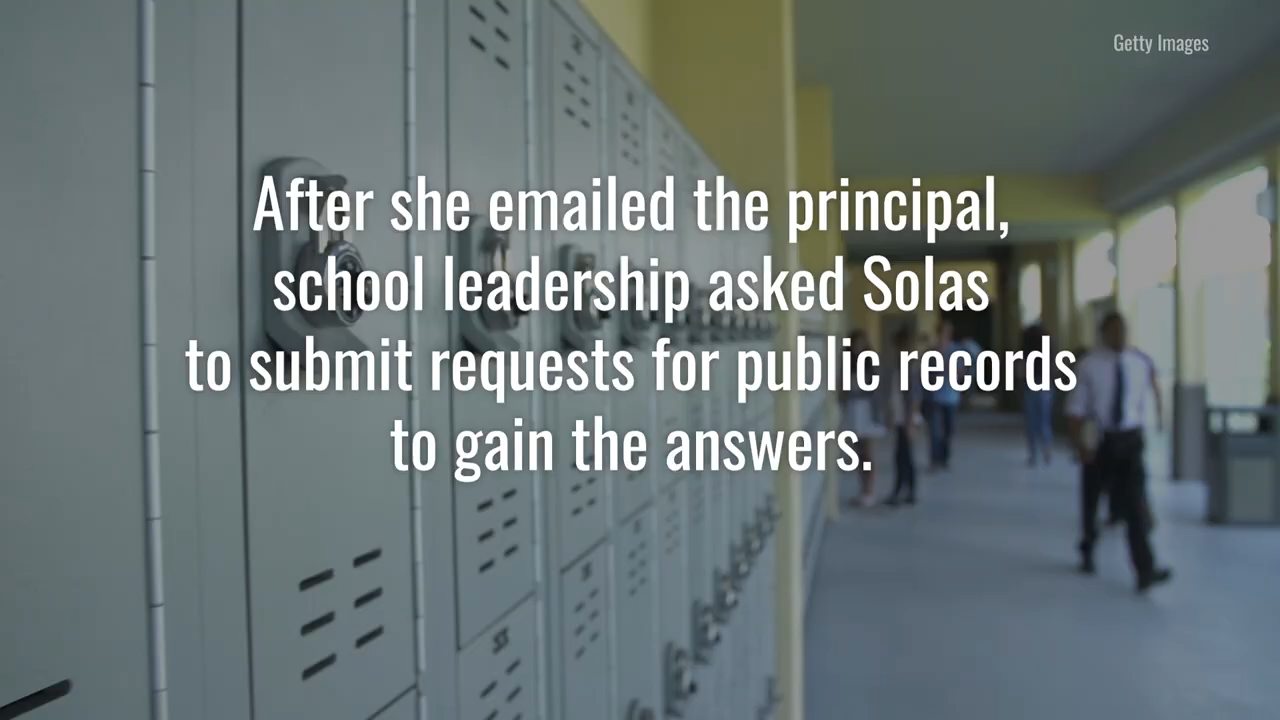 Getty Images
After she emailed the principal,
school leadership asked Solas
to submit requests for public records
to gain the answers.